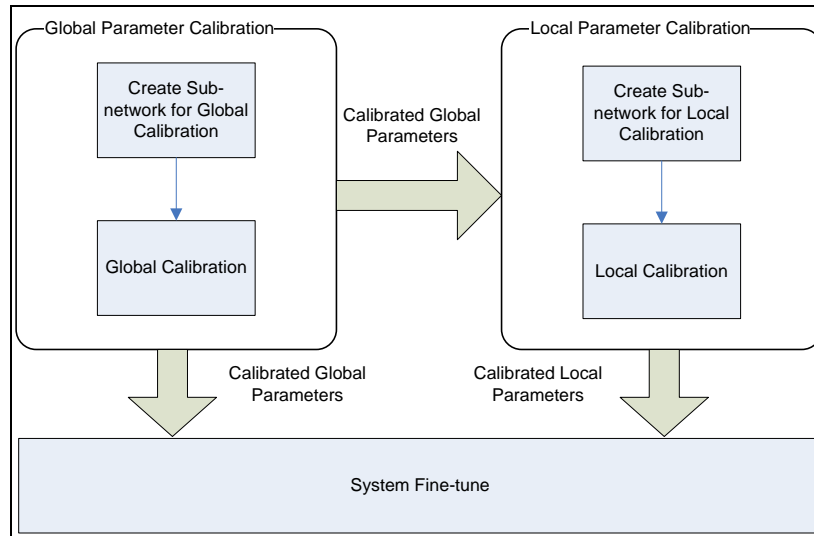 Global Parameter Calibration
Create Sub-
network for Global
Calibration
Global Calibration
Calibrated Global
Parameters
Local Parameter Calibration
Create Sub-
network for Local
Calibration
Local Calibration
Calibrated Global
Parameters
Calibrated Local
Parameters
System Fine-tune